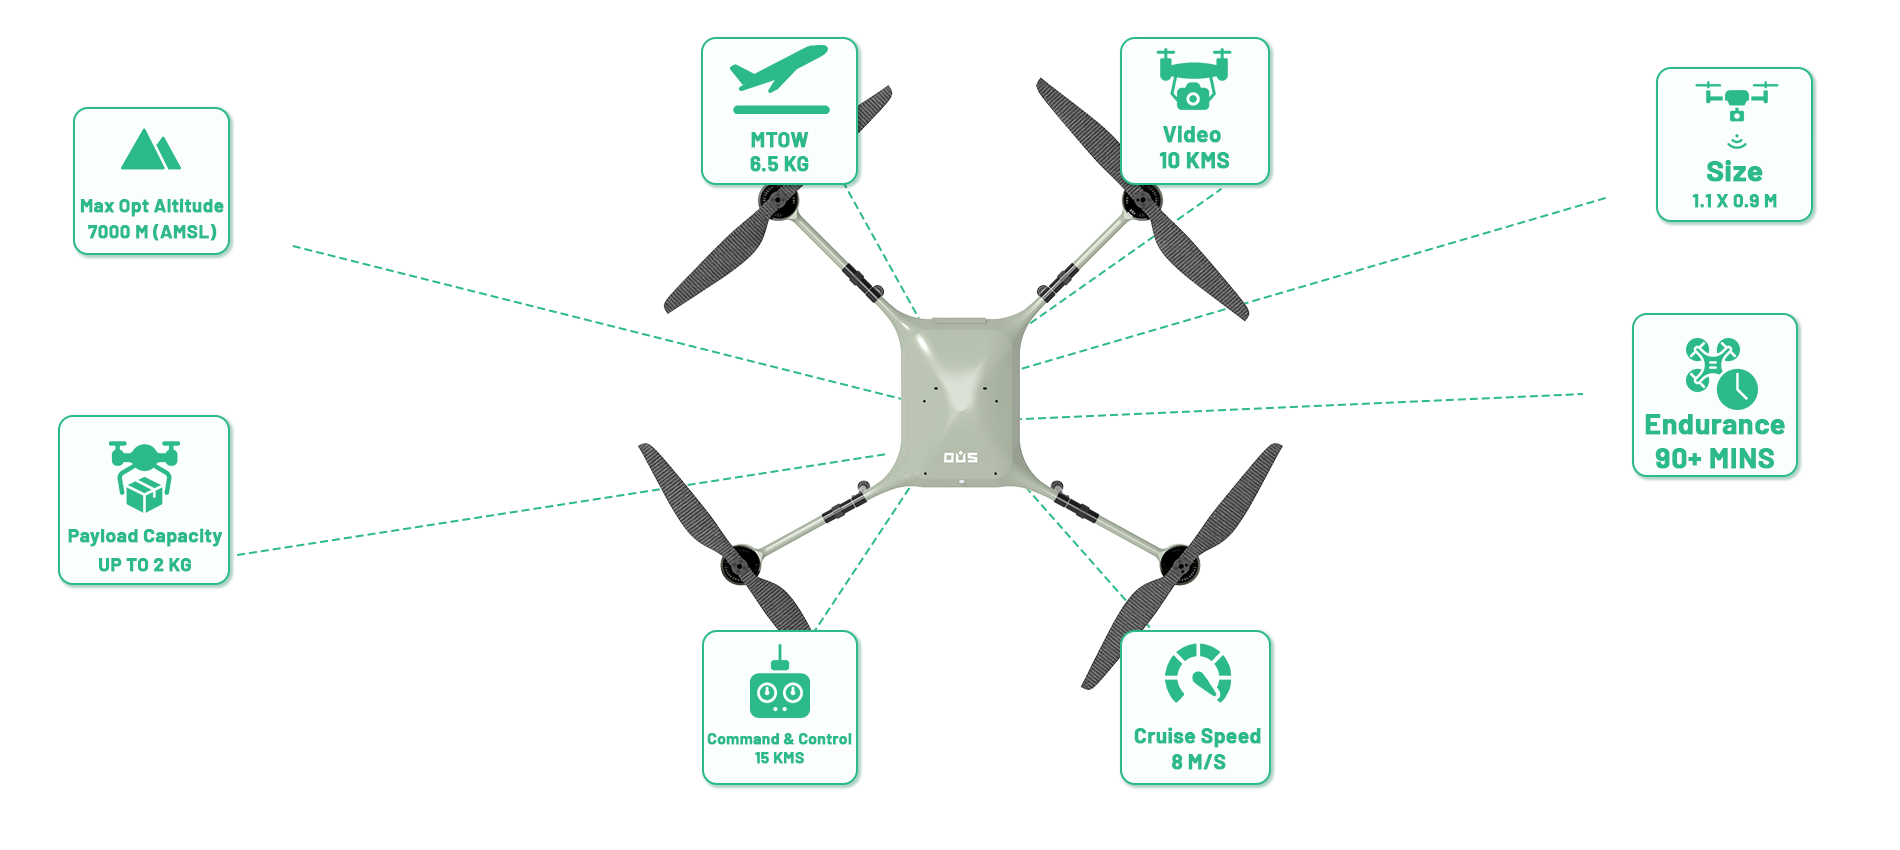 MTOW
6.5 KG
Video
10 KMS
Size
1.1 X 0.9 M
Max Opt Altitude
7000 M (AMSL)
Endurance
90+ MINS
Payload Capacity
UP TO 2 KG
Command & Control
15 KMS
Cruise Speed
8 M/S